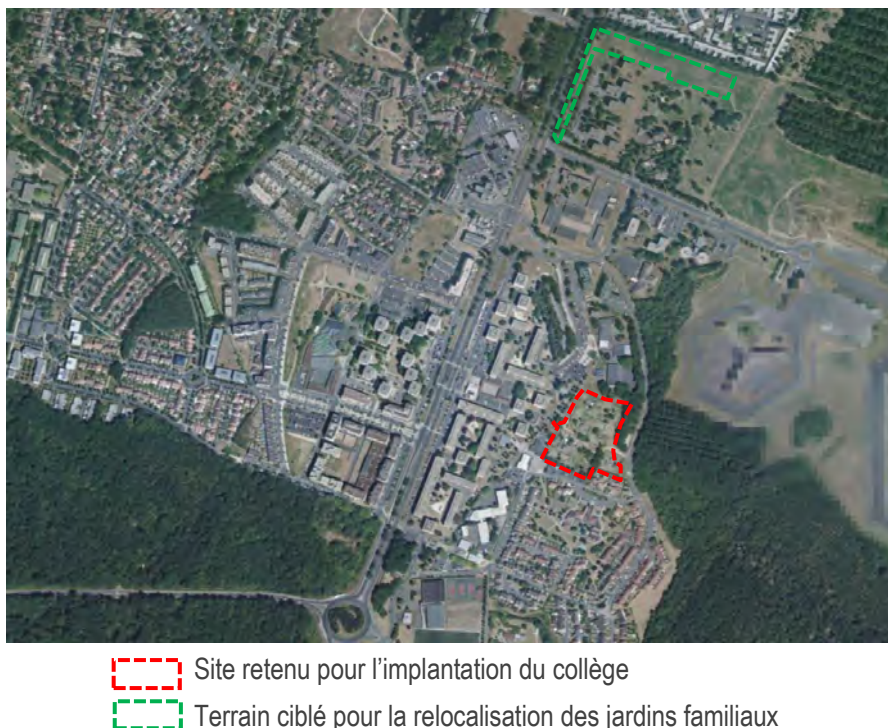 Site retenu pour l'implantation du collège
Terrain ciblé pour la relocalisation des jardins familiaux